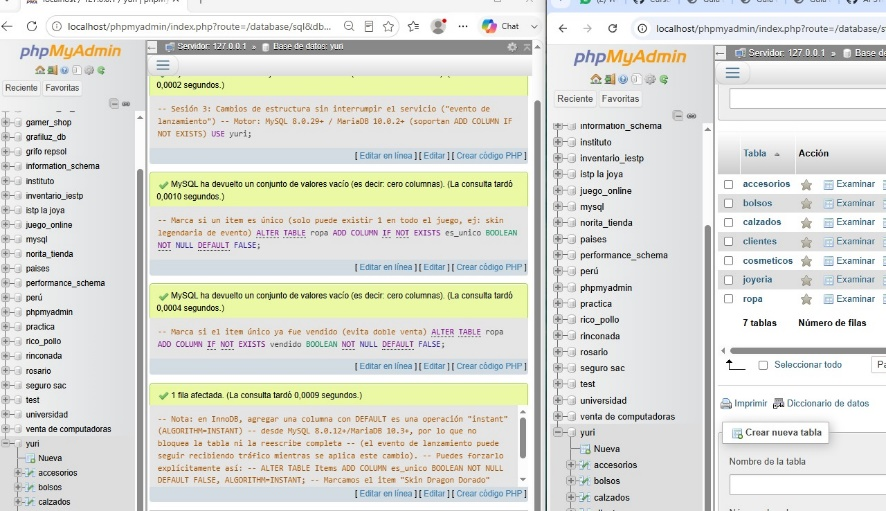 localhost/phpmyadmin/index.php?route=/database/sql&db...
Chat
phpMyAdmin
Reciente Favoritas
gamer_shop
grafiluz_db
grifo repsol
information_schema
instituto
inventario_iestp
istp la joya
juego_online
mysql
norita_tienda
paises
performance_schema
perú
phpmyadmin
practica
rico_pollo
rinconada
rosario
seguro sac
test
universidad
venta de computadoras
yuri
Nueva
accesorios
bolsos
calzados
Servidor: 127.0.0.1 » Base de datos: yuri
0,0002 segundos.)
-- Sesión 3: Cambios de estructura sin interrumpir el servicio ("evento de
lanzamiento") -- Motor: MySQL 8.0.29+ / MariaDB 10.0.2+ (soportan ADD COLUMN IF
NOT EXISTS) USE yuri;
[ Editar en línea ] [ Editar ] [ Crear código PHP ]
MySQL ha devuelto un conjunto de valores vacío (es decir: cero columnas). (La consulta tardó
0,0010 segundos.)
-- Marca si un item es único (solo puede existir 1 en todo el juego, ej: skin
legendaria de evento) ALTER TABLE ropa ADD COLUMN IF NOT EXISTS es_unico BOOLEAN
NOT NULL DEFAULT FALSE;
[ Editar en línea ] [ Editar ] [ Crear código PHP ]
MySQL ha devuelto un conjunto de valores vacío (es decir: cero columnas). (La consulta tardó
0,0004 segundos.)
-- Marca si el item único ya fue vendido (evita doble venta) ALTER TABLE ropa
ADD COLUMN IF NOT EXISTS vendido BOOLEAN NOT NULL DEFAULT FALSE;
[ Editar en línea ] [ Editar ] [ Crear código PHP ]
1 fila afectada. (La consulta tardó 0,0009 segundos.)
-- Nota: en InnoDB, agregar una columna con DEFAULT es una operación "instant"
(ALGORITHM=INSTANT) -- desde MySQL 8.0.12+/MariaDB 10.3+, por lo que no
bloquea la tabla ni la reescribe completa -- (el evento de lanzamiento puede
seguir recibiendo tráfico mientras se aplica este cambio). -- Puedes forzarlo
explícitamente así: -- ALTER TABLE Items ADD COLUMN es_unico BOOLEAN NOT NULL
DEFAULT FALSE, ALGORITHM=INSTANT; -- Marcamos el item "Skin Dragon Dorado"
[ Editar en línea ] [ Editar ] [ Crear código PHP ]
localhost/phpmyadmin/index.php?route=/database/s
phpMyAdmin
Reciente Favoritas
information_schema
instituto
inventario_iestp
istp la joya
juego_online
mysql
norita_tienda
paises
performance_schema
perú
phpmyadmin
practica
rico_pollo
rinconada
rosario
seguro sac
test
universidad
venta de computadoras
yuri
Nueva
accesorios
bolsos
calzados
Servidor: 127.0.0.1 » Base de
Tabla Acción
accesorios Examinar
bolsos Examinar
calzados Examinar
clientes Examinar
cosmeticos Examinar
joyeria Examinar
ropa Examinar
7 tablas Número de filas
Seleccionar todo
Imprimir Diccionario de datos
Crear nueva tabla
Nombre de la tabla